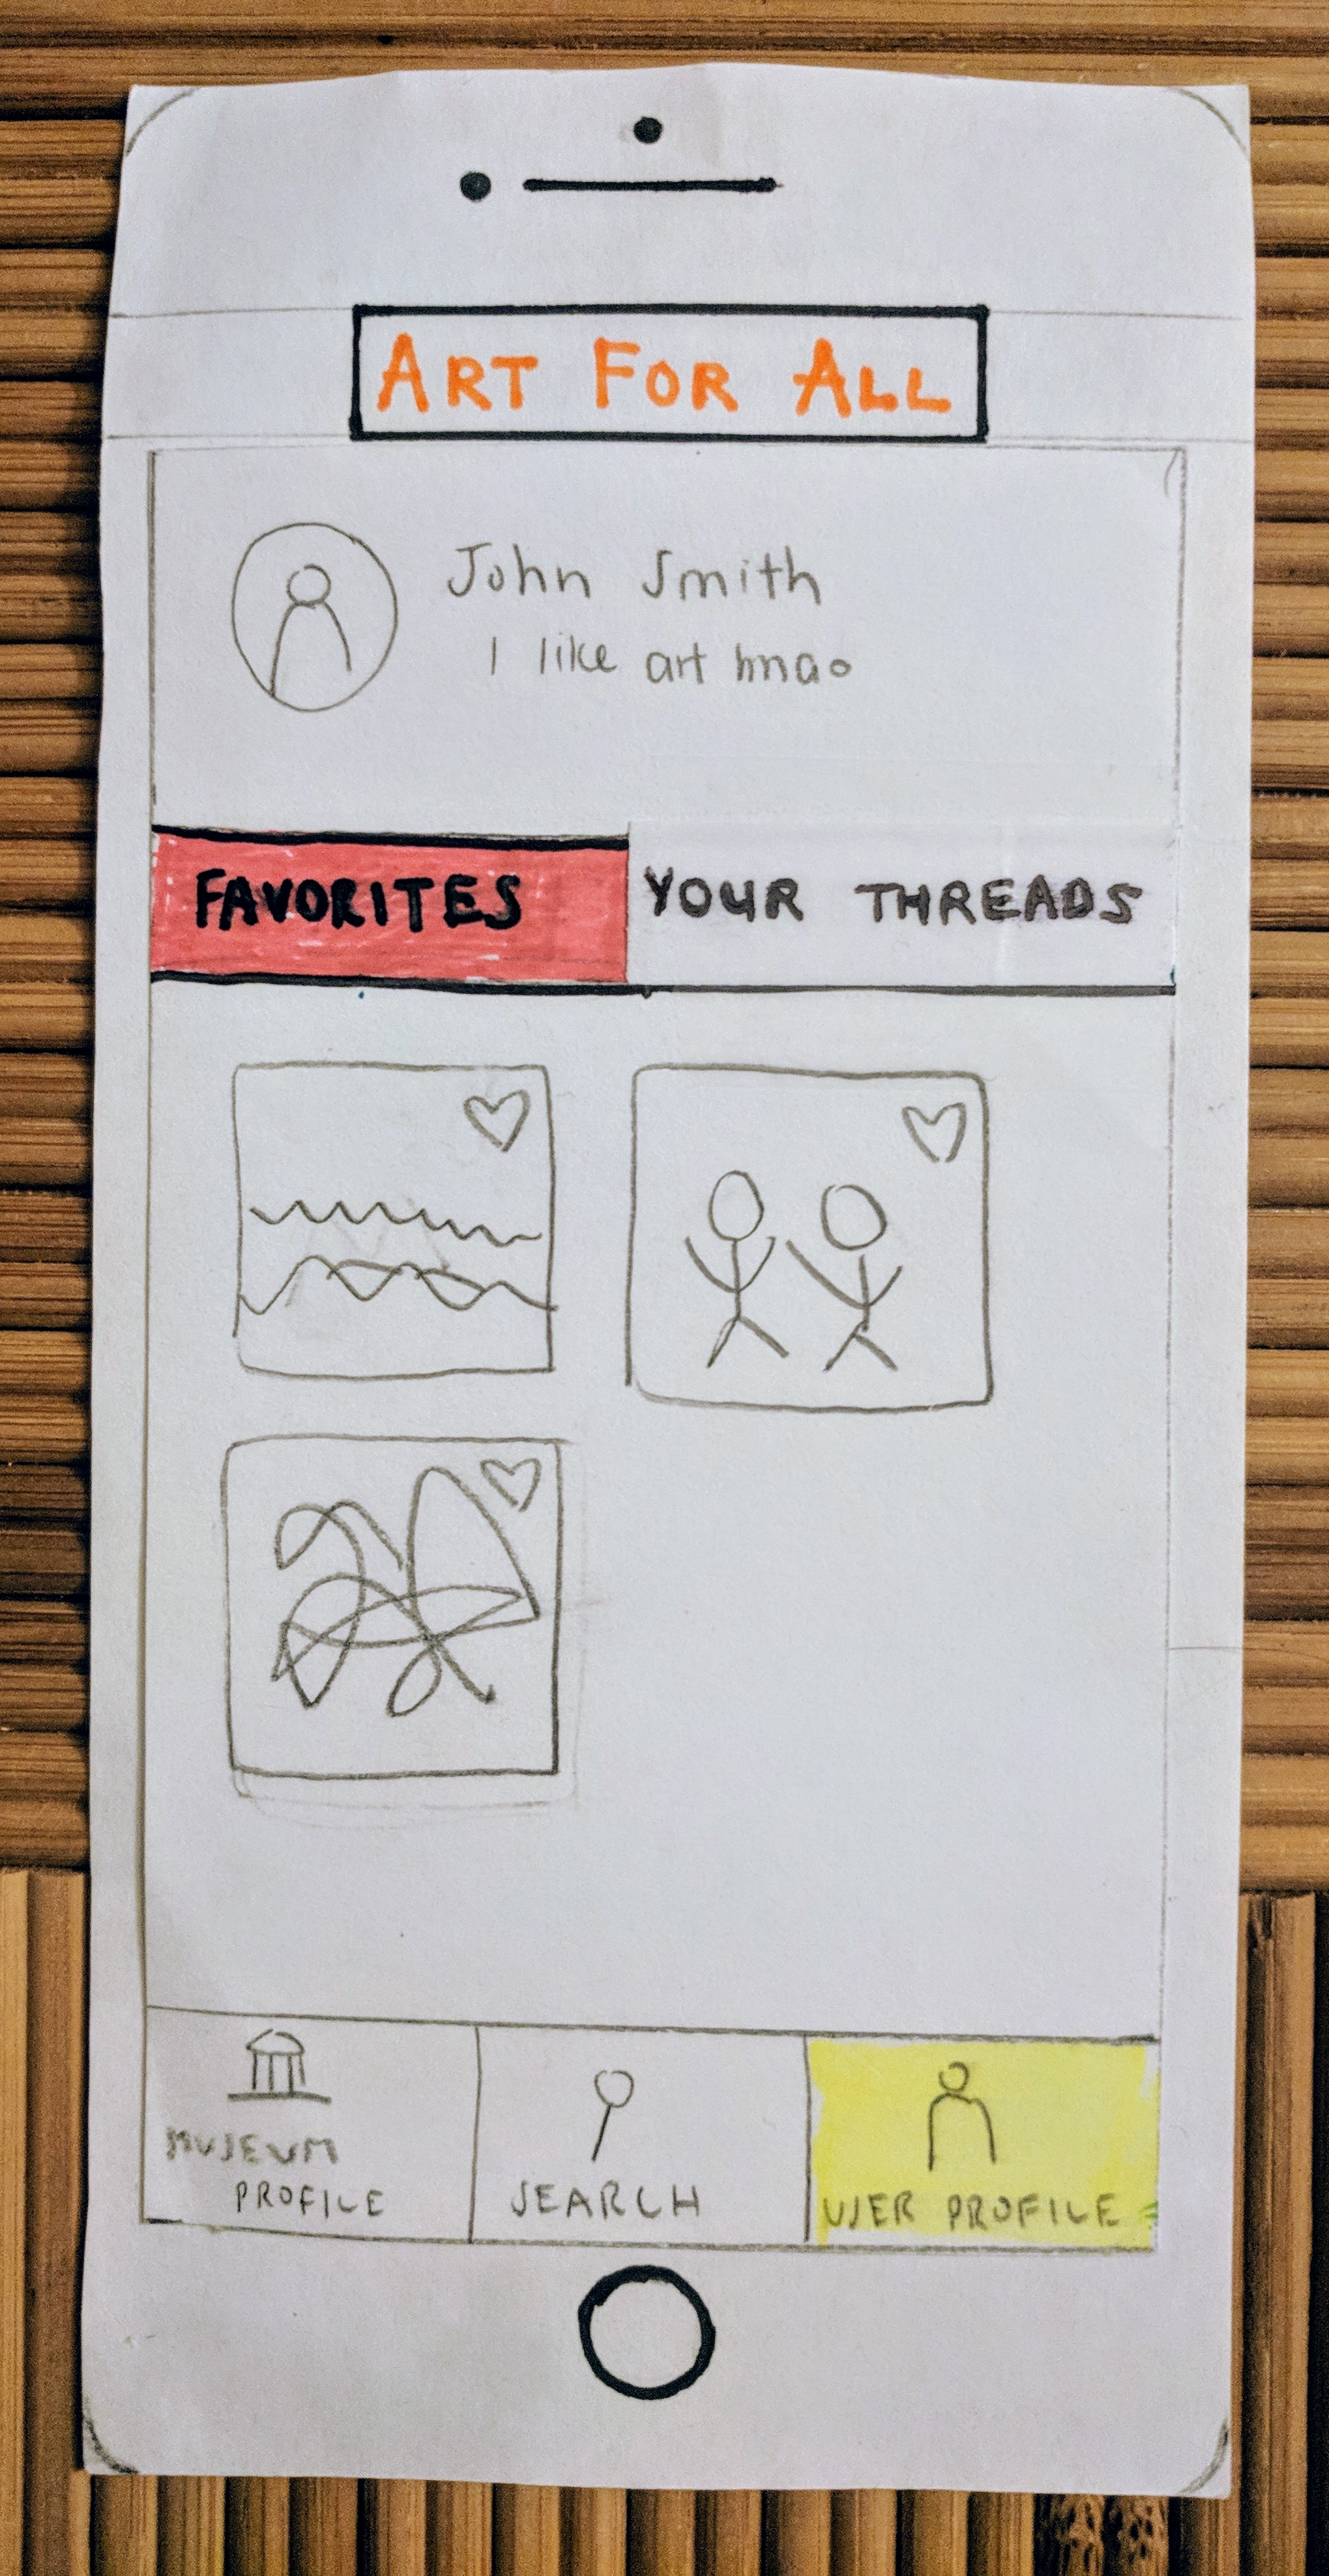 ART FOR ALL
John Smith
I like art lmao
FAVORITES YOUR THREADS
MUSEUM
PROFILE
SEARCH
USER PROFILE